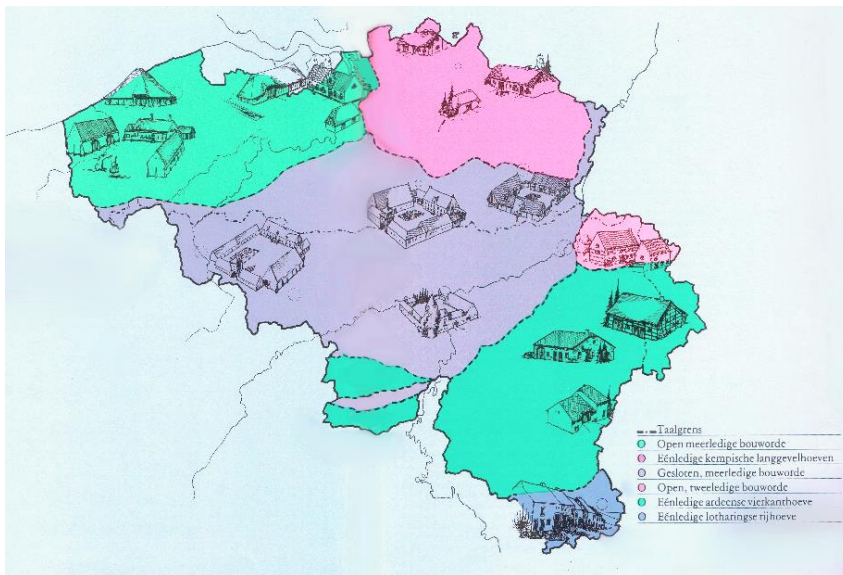 Taalgrens
Open meerledige bouworde
Eénledige kempische langgevelhoeven
Gesloten, meerledige bouworde
Open, tweeledige bouworde
Eénledige ardeense vierkanthoeve
Eénledige lotharingse rijhoeve